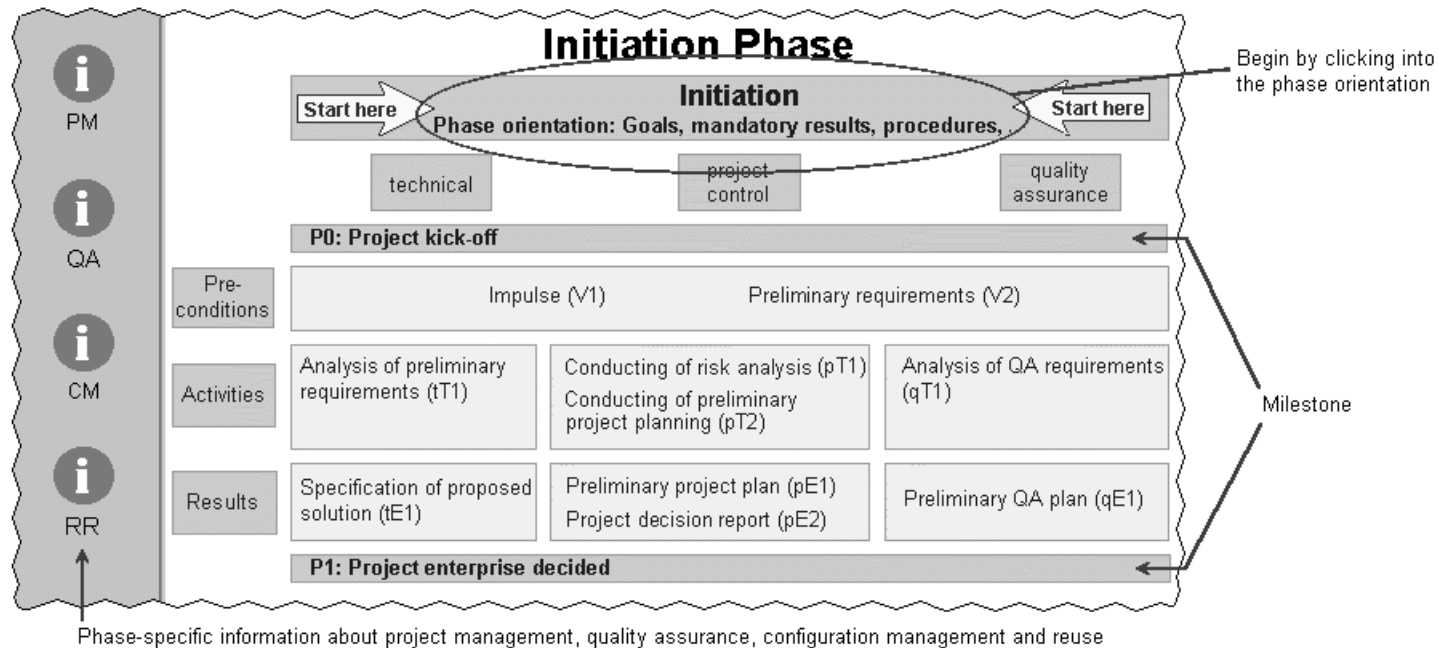 Initiation Phase
Begin by clicking into
the phase orientation
PM
Start here
Initiation
Start here
Phase orientation: Goals, mandatory results, procedures, .
technical
project
control
quality
assurance
QA
P0: Project kick-off
Pre-
conditions
Impulse (V1)
Preliminary requirements (V2)
CM
Activities
Analysis of preliminary
requirements (tT1)
Conducting of risk analysis (pT1)
Conducting of preliminary
project planning (pT2)
Analysis of QA requirements
(qT1)
Milestone
RR
Results
Specification of proposed
solution (tE1)
Preliminary project plan (pE1)
Project decision report (pE2)
Preliminary QA plan (qE1)
P1: Project enterprise decided
Phase-specific information about project management, quality assurance, configuration management and reuse